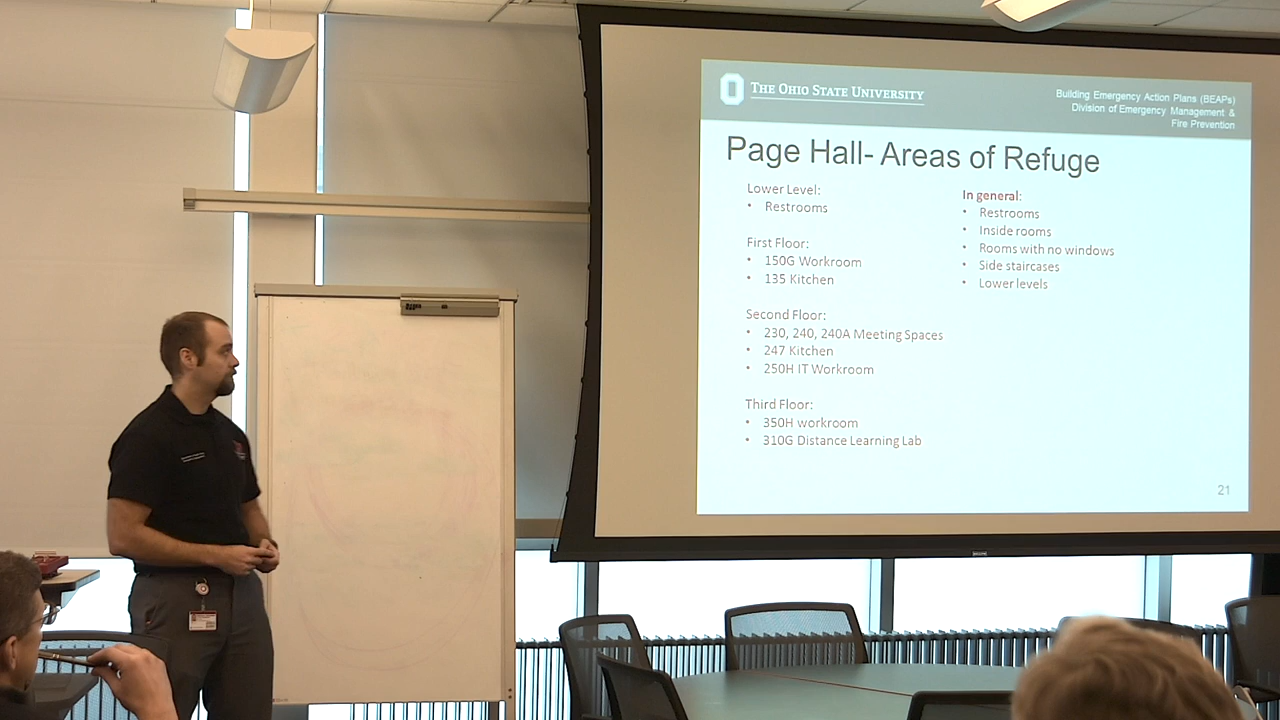 The Ohio State University
Building Emergency Action Plans (BEAPs)
Division of Emergency Management &
Fire Prevention
Page Hall- Areas of Refuge
Lower Level:
• Restrooms
First Floor:
• 150G Workroom
• 135 Kitchen
Second Floor:
• 230, 240, 240A Meeting Spaces
• 247 Kitchen
• 250H IT Workroom
Third Floor:
• 350H workroom
• 310G Distance Learning Lab
In general:
• Restrooms
• Inside rooms
• Rooms with no windows
• Side staircases
• Lower levels
21